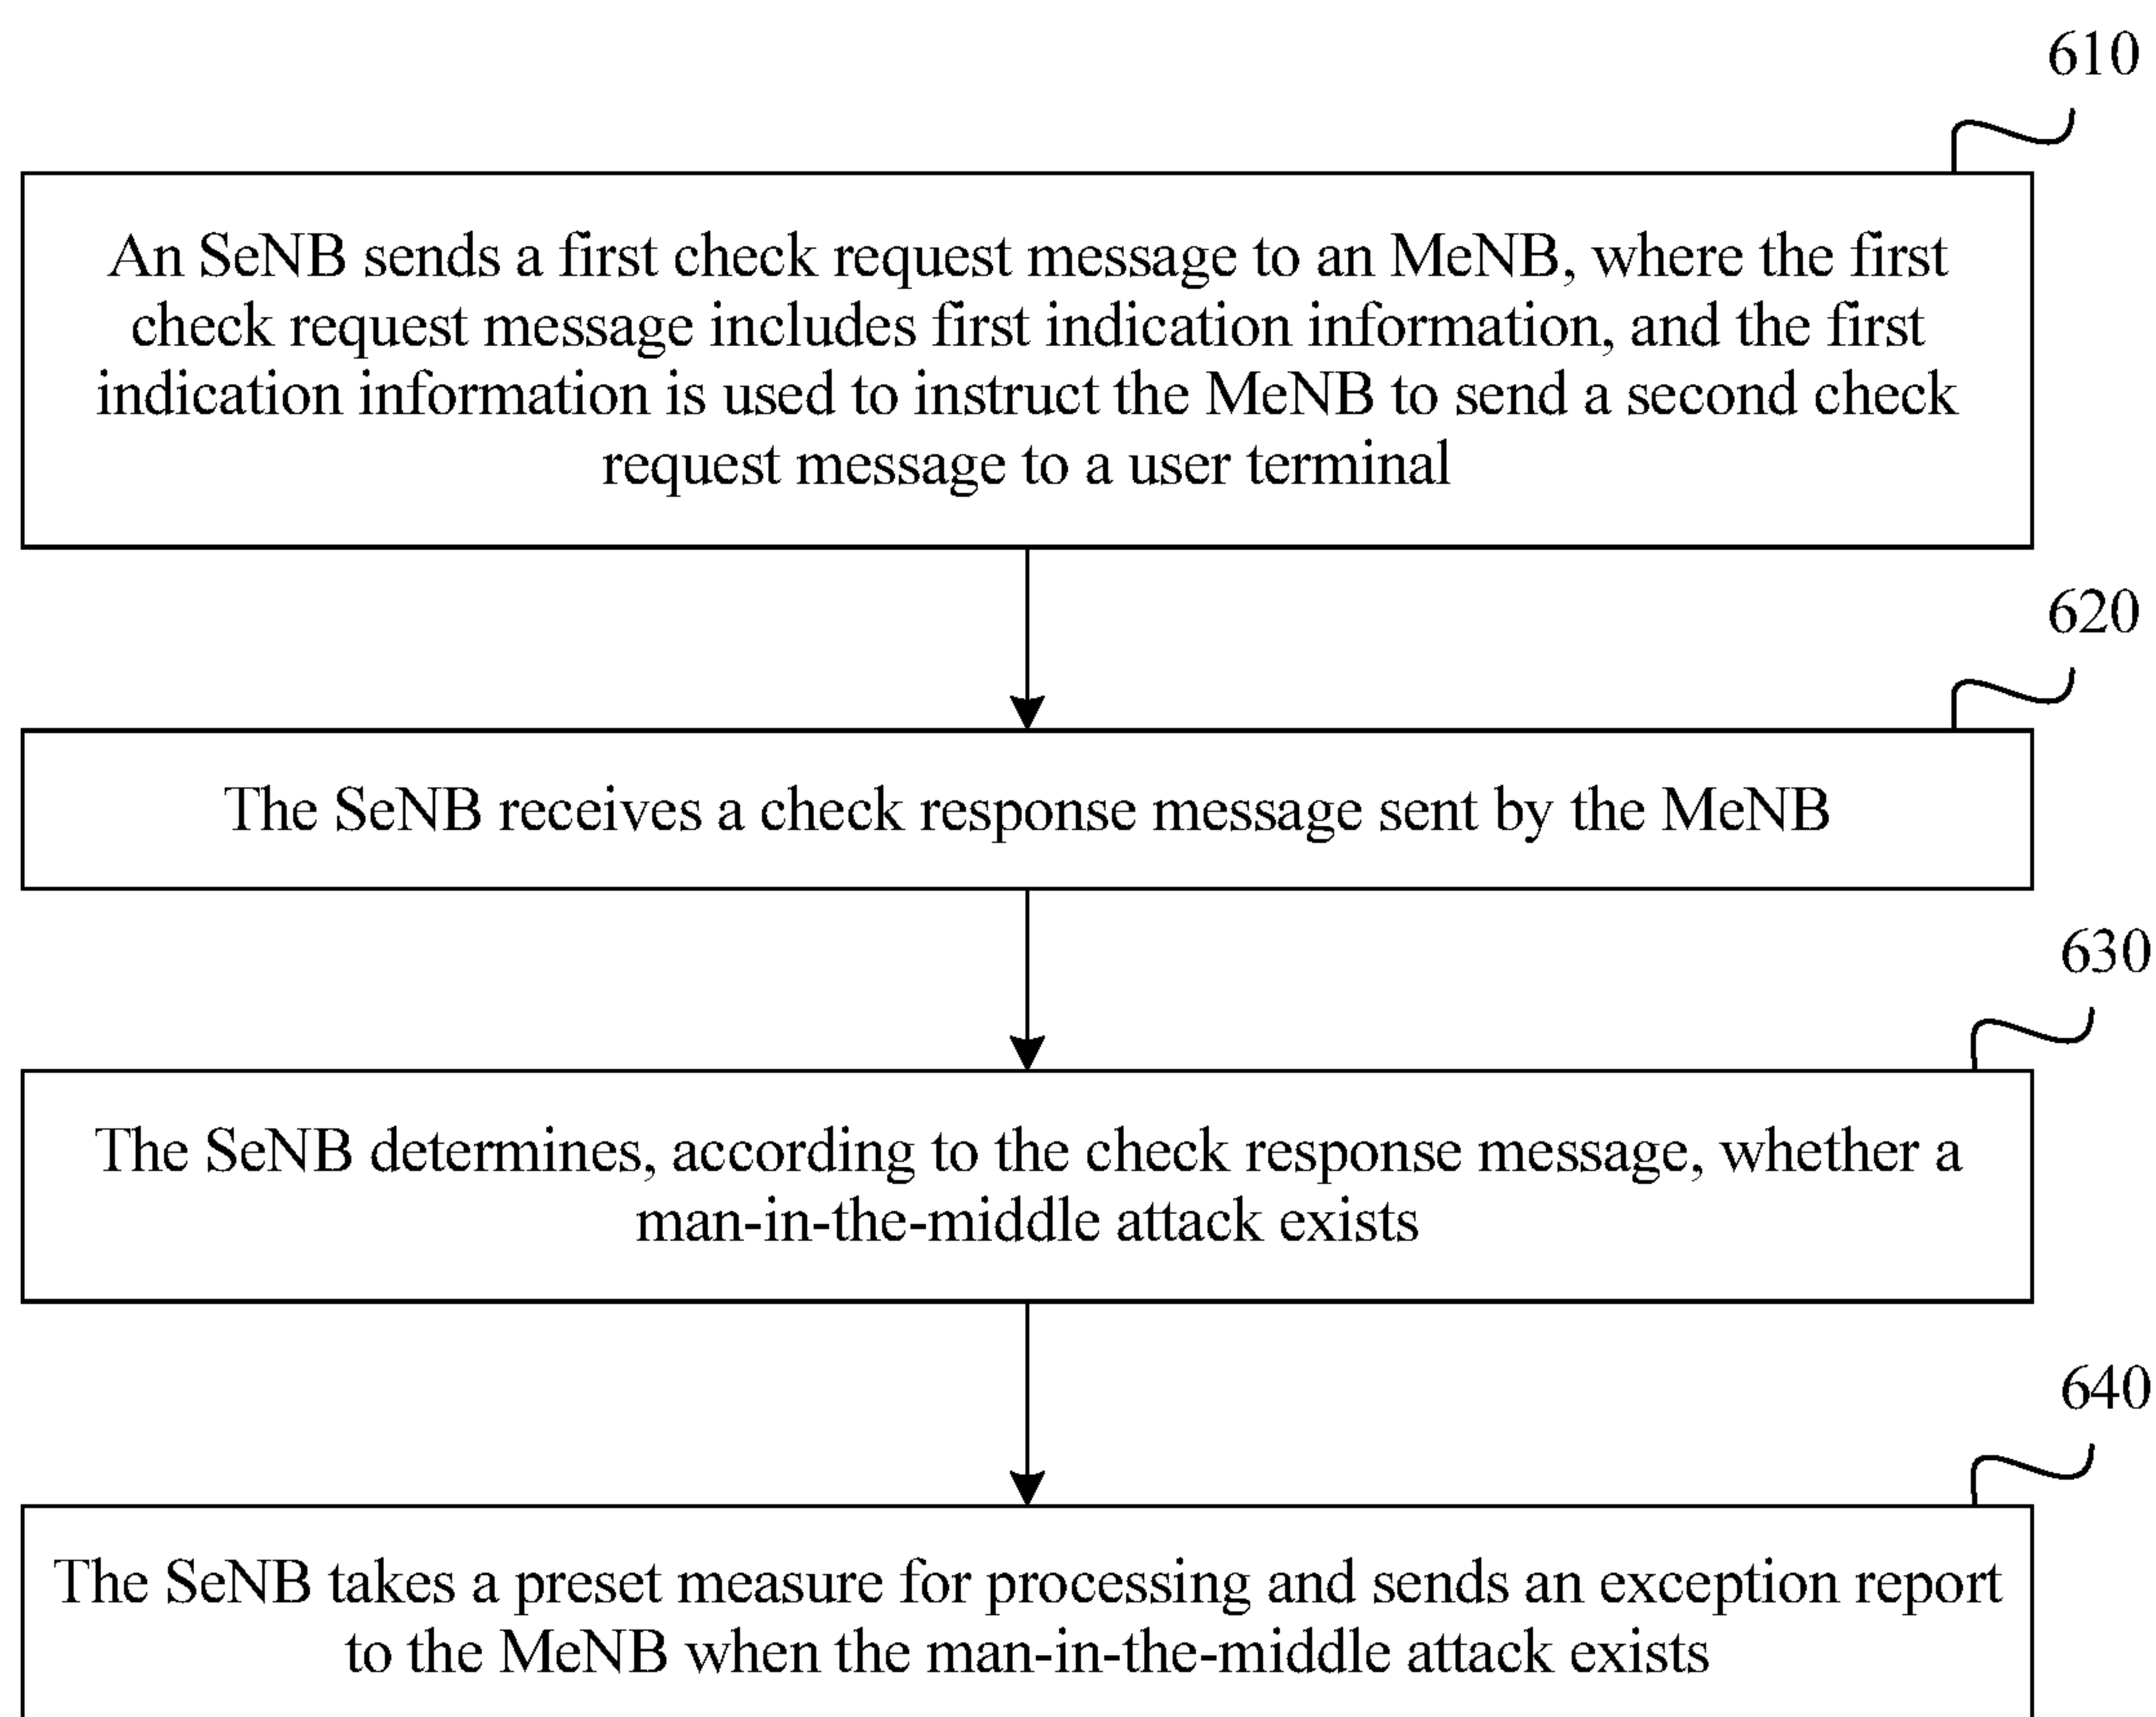 610
An SeNB sends a first check request message to an MeNB, where the first
check request message includes first indication information, and the first
indication information is used to instruct the MeNB to send a second check
request message to a user terminal
620
The SeNB receives a check response message sent by the MeNB
630
The SeNB determines, according to the check response message, whether a
man-in-the-middle attack exists
640
The SeNB takes a preset measure for processing and sends an exception report
to the MeNB when the man-in-the-middle attack exists